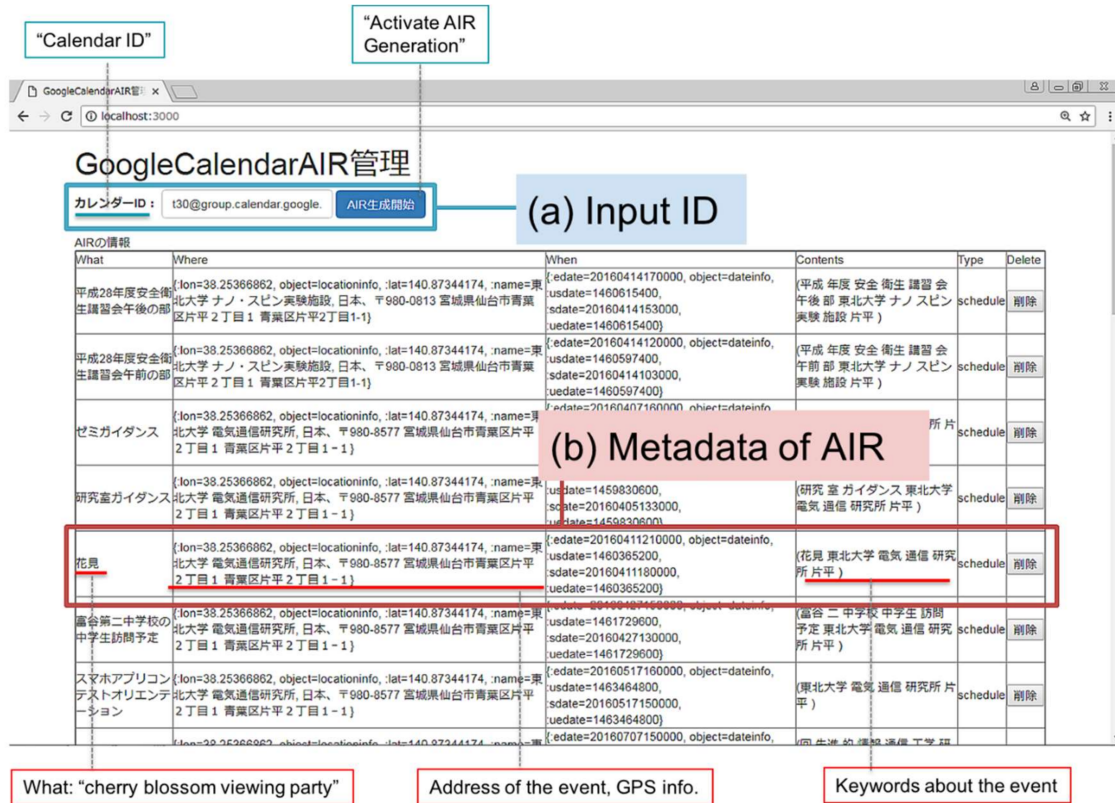 “Calendar ID”
“Activate AIR
Generation”
GoogleCalendarAIR管
localhost:3000
GoogleCalendarAIR管理
カレンダーID：
t30@group.calendar.google.
AIR生成開始
(a) Input ID
AIRの情報
What
Where
When
Contents
Type
Delete
平成28年度安全衛
生講習会午後の部
{:lon=38.25366862, object=locationinfo, :lat=140.87344174, :name=東
北大学 ナノ・スピン実験施設, 日本、〒980-0813 宮城県仙台市青葉
区片平２丁目1 青葉区片平2丁目1-1}
{:edate=20160414170000, object=dateinfo,
:usdate=1460615400,
:sdate=20160414153000,
:uedate=1460615400}
(平成 年度 安全 衛生 講習 会
午後 部 東北大学 ナノ スピン
実験 施設 片平 )
schedule
削除
平成28年度安全衛
生講習会午前の部
{:lon=38.25366862, object=locationinfo, :lat=140.87344174, :name=東
北大学 ナノ・スピン実験施設, 日本、〒980-0813 宮城県仙台市青葉
区片平２丁目1 青葉区片平2丁目1-1}
{:edate=20160414120000, object=dateinfo,
:usdate=1460597400,
:sdate=20160414103000,
:uedate=1460597400}
(平成 年度 安全 衛生 講習 会
午前 部 東北大学 ナノ スピン
実験 施設 片平 )
schedule
削除
ゼミガイダンス
{:lon=38.25366862, object=locationinfo, :lat=140.87344174, :name=東
北大学 電気通信研究所, 日本、〒980-8577 宮城県仙台市青葉区片平
２丁目１ 青葉区片平２丁目１−１}
{:edate=20160407160000, object=dateinfo,
所 片
schedule
削除
(b) Metadata of AIR
研究室ガイダンス
{:lon=38.25366862, object=locationinfo, :lat=140.87344174, :name=東
北大学 電気通信研究所, 日本、〒980-8577 宮城県仙台市青葉区片平
２丁目１ 青葉区片平２丁目１−１}
:usdate=1459830600,
:sdate=20160405133000,
:uedate=1459830600}
(研究 室 ガイダンス 東北大学
電気 通信 研究所 片平 )
schedule
削除
花見
{:lon=38.25366862, object=locationinfo, :lat=140.87344174, :name=東
北大学 電気通信研究所, 日本、〒980-8577 宮城県仙台市青葉区片平
２丁目１ 青葉区片平２丁目１−１}
{:edate=20160411210000, object=dateinfo,
:usdate=1460365200,
:sdate=20160411180000,
:uedate=1460365200}
(花見 東北大学 電気 通信 研究
所 片平 )
schedule
削除
富谷第二中学校の
中学生訪問予定
{:lon=38.25366862, object=locationinfo, :lat=140.87344174, :name=東
北大学 電気通信研究所, 日本、〒980-8577 宮城県仙台市青葉区片平
２丁目１ 青葉区片平２丁目１−１}
{:edate=20160427150000, object=dateinfo,
:usdate=1461729600,
:sdate=20160427130000,
:uedate=1461729600}
(富谷 二 中学校 中学生 訪問
予定 東北大学 電気 通信 研究
所 片平 )
schedule
削除
スマホアプリコン
テストオリエンテ
ーション
{:lon=38.25366862, object=locationinfo, :lat=140.87344174, :name=東
北大学 電気通信研究所, 日本、〒980-8577 宮城県仙台市青葉区片平
２丁目１ 青葉区片平２丁目１−１}
{:edate=20160517160000, object=dateinfo,
:usdate=1463464800,
:sdate=20160517150000,
:uedate=1463464800}
(東北大学 電気 通信 研究所 片
平 )
schedule
削除
{:lon=38.25366862, object=locationinfo, :lat=140.87344174, :name=東
{:edate=20160707150000, object=dateinfo,
(回 先進 的 情報 通信 工学 研
What: “cherry blossom viewing party”
Address of the event, GPS info.
Keywords about the event